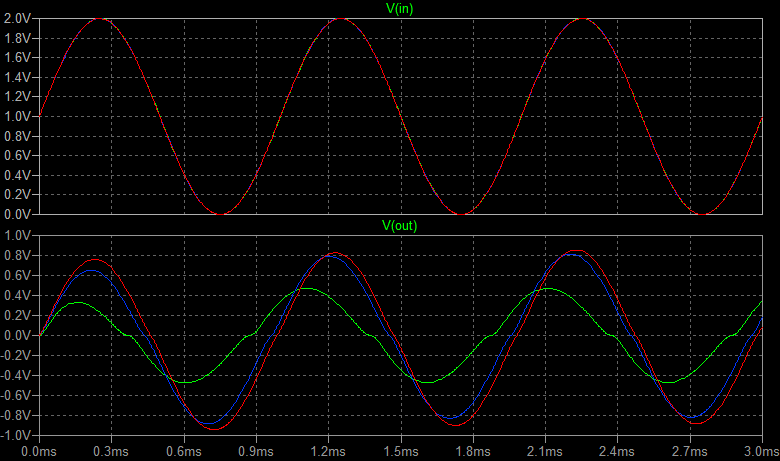 V(in)
2.0V
1.8V
1.6V
1.4V
1.2V
1.0V
0.8V
0.6V
0.4V
0.2V
0.0V
V(out)
1.0V
0.8V
0.6V
0.4V
0.2V
0.0V
-0.2V
-0.4V
-0.6V
-0.8V
-1.0V
0.0ms 0.3ms 0.6ms 0.9ms 1.2ms 1.5ms 1.8ms 2.1ms 2.4ms 2.7ms 3.0ms